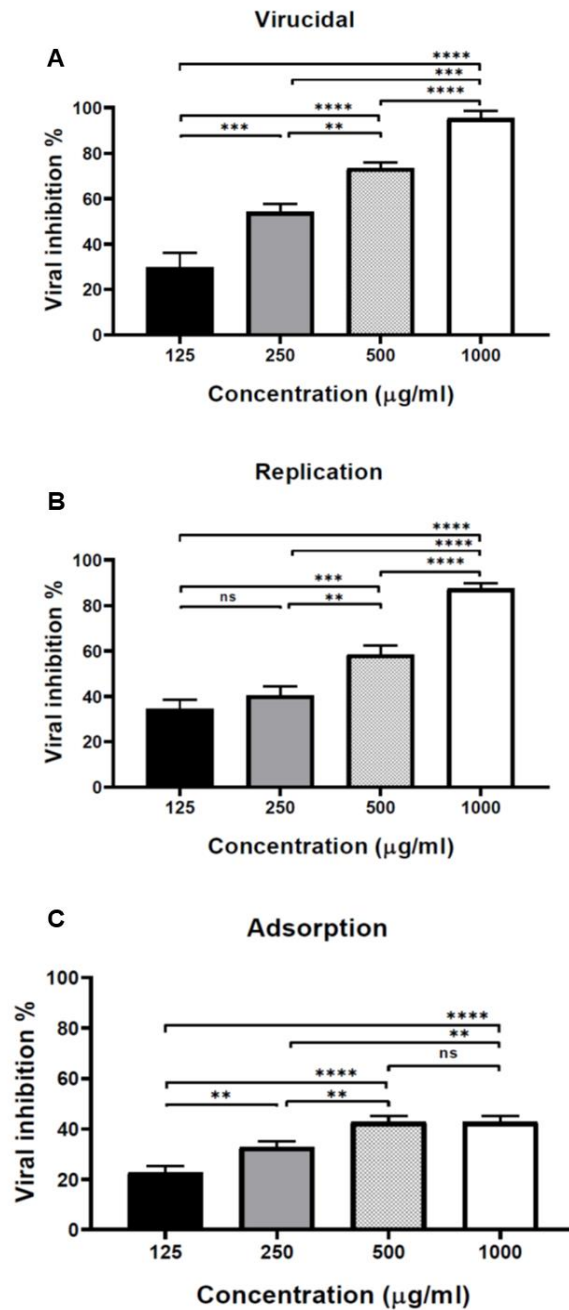 Virucidal
A
****
***
****
****
***
**
Viral inhibition %
100
80
60
40
20
0
125 250 500 1000
Concentration (μg/ml)
Replication
B
****
****
****
***
ns
**
Viral inhibition %
100
80
60
40
20
0
125 250 500 1000
Concentration (μg/ml)
C
Adsorption
****
**
ns
****
**
**
Viral inhibition %
100
80
60
40
20
0
125 250 500 1000
Concentration (μg/ml)